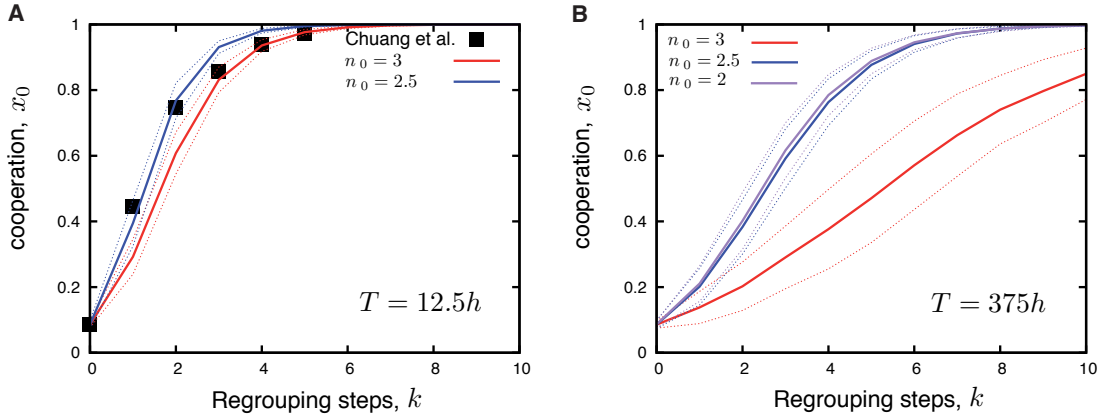 A
1
0.8
0.6
0.4
0.2
0
cooperation, x₀
Chuang et al.
n₀ = 3
n₀ = 2.5
T = 12.5h
0 2 4 6 8 10
Regrouping steps, k
B
1
0.8
0.6
0.4
0.2
0
cooperation, x₀
n₀ = 3
n₀ = 2.5
n₀ = 2
T = 375h
0 2 4 6 8 10
Regrouping steps, k